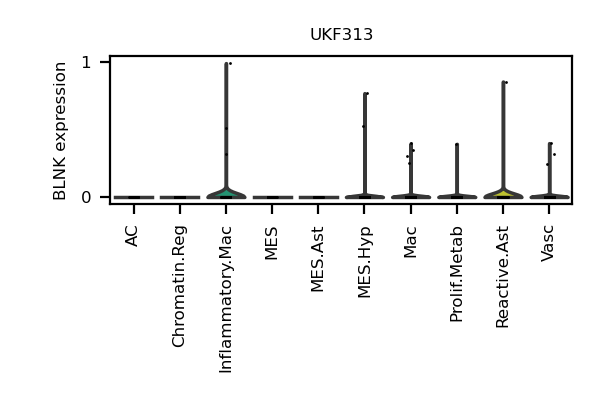 UKF313
BLNK expression
1
0
AC
Chromatin.Reg
Inflammatory.Mac
MES
MES.Ast
MES.Hyp
Mac
Prolif.Metab
Reactive.Ast
Vasc